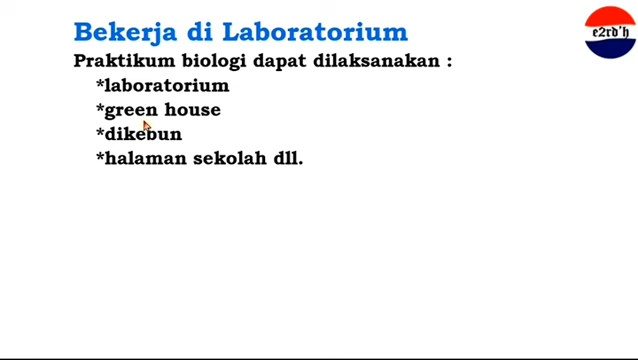 Bekerja di Laboratorium
e2rd'h
Praktikum biologi dapat dilaksanakan :
*laboratorium
*green house
*dikebun
*halaman sekolah dll.